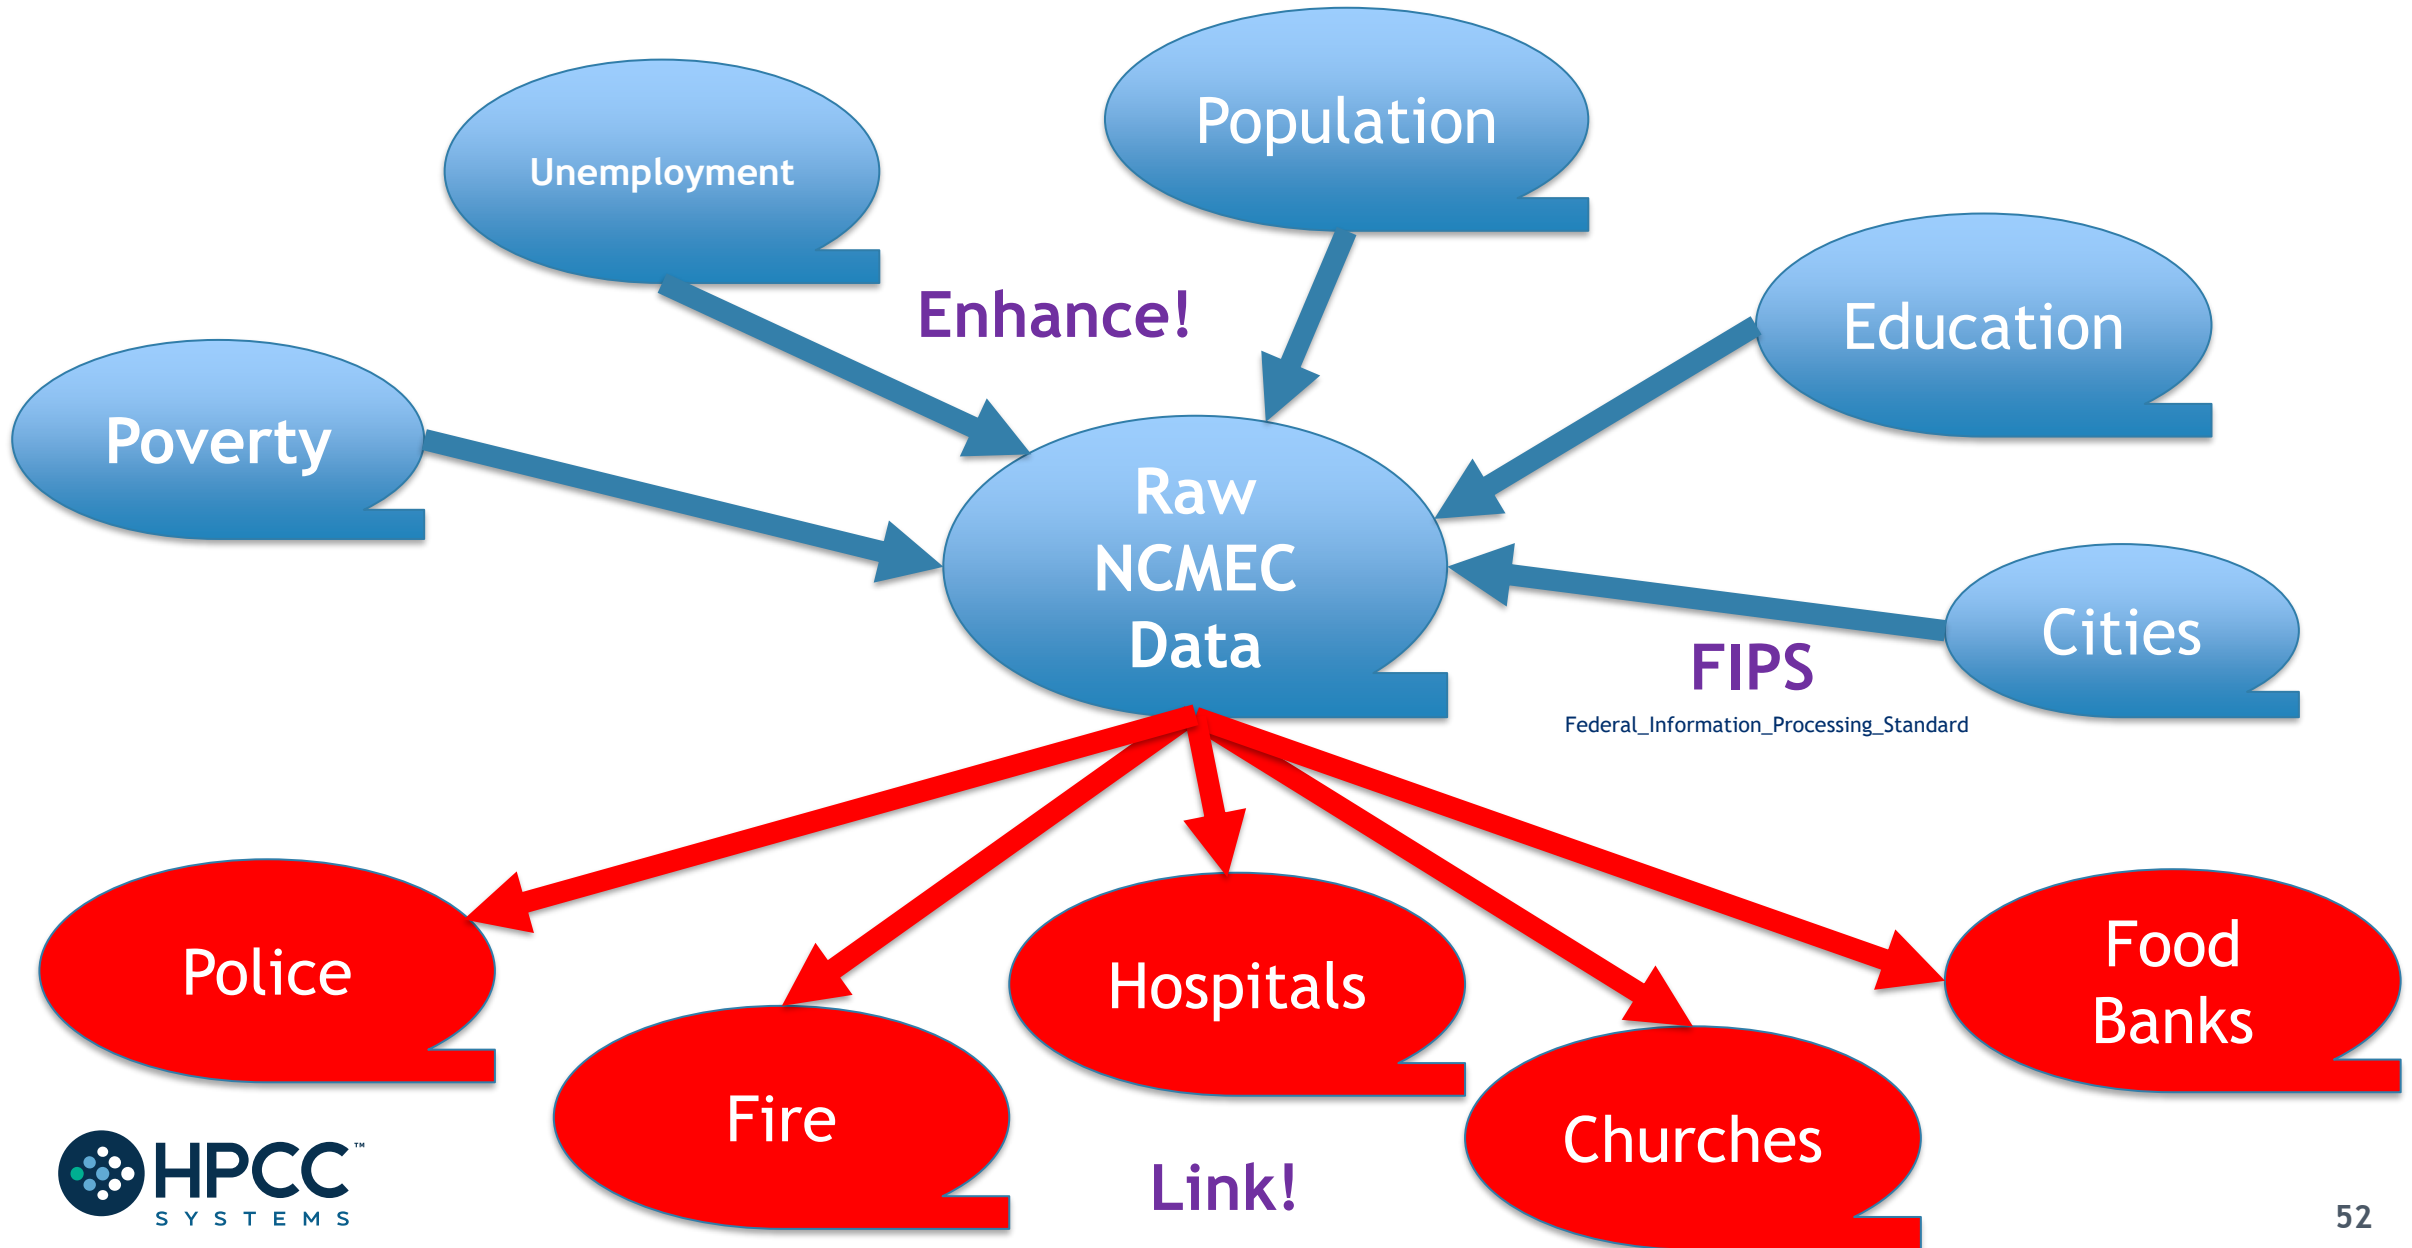 Population
Unemployment
Enhance!
Education
Poverty
Raw
NCMEC
Data
Cities
FIPS
Federal_Information_Processing_Standard
Police
Hospitals
Food
Banks
Fire
Churches
Link!
HPCC™
SYSTEMS
52